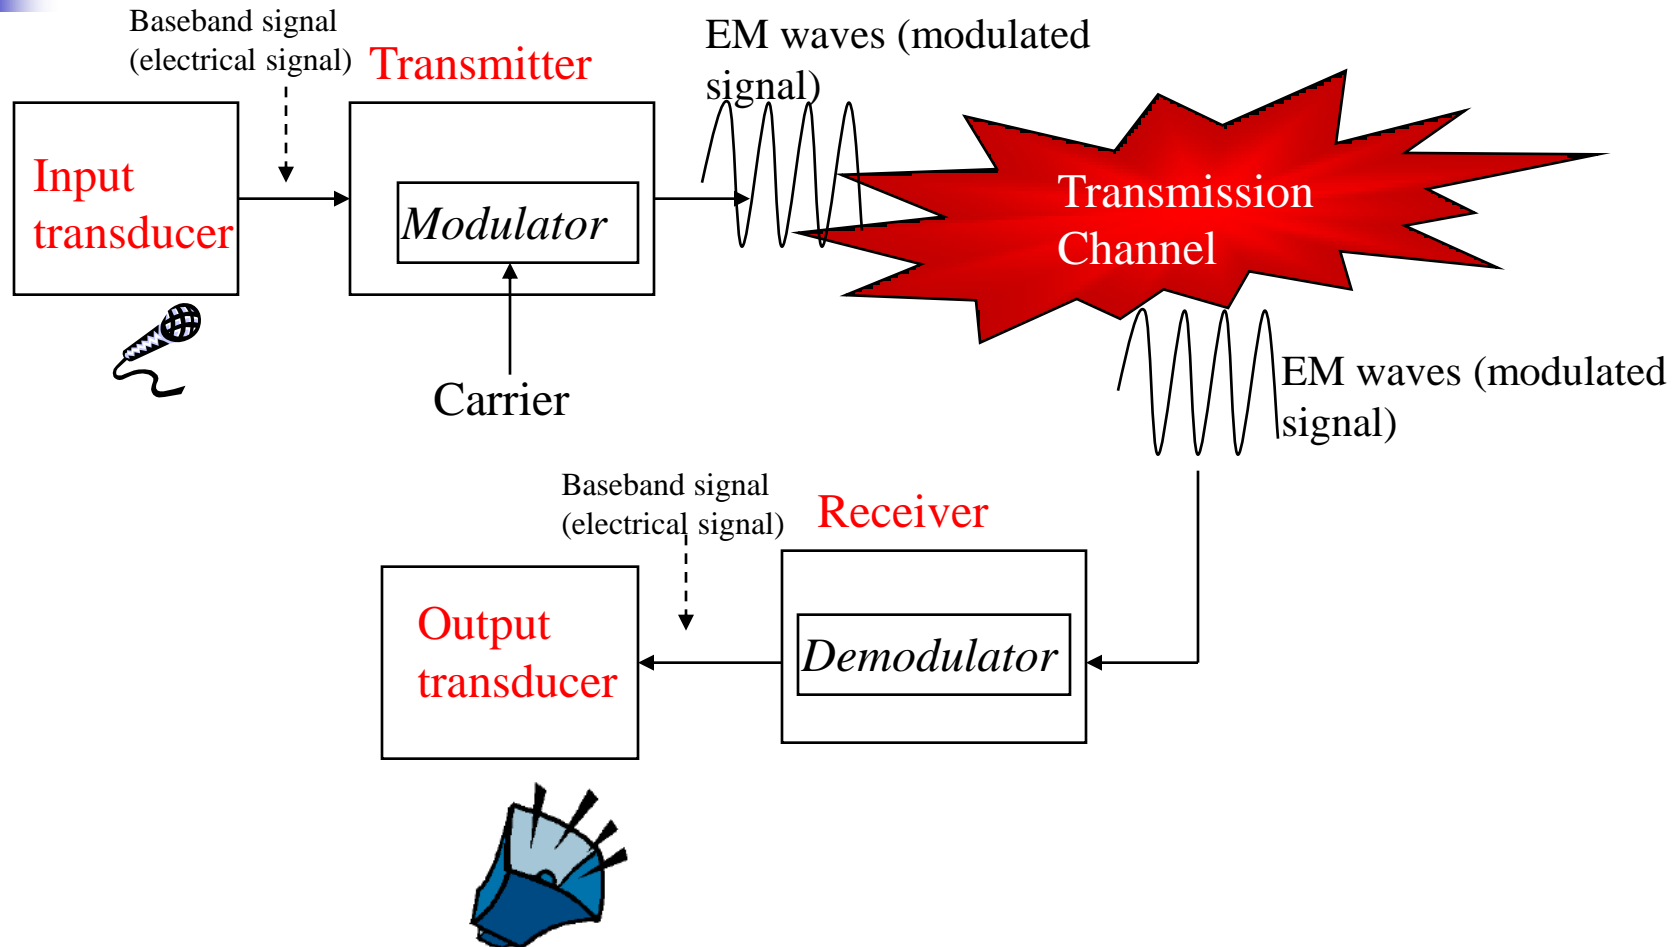 Baseband signal
(electrical signal)
Transmitter
EM waves (modulated
signal)
Input
transducer
Modulator
Transmission
Channel
Carrier
EM waves (modulated
signal)
Baseband signal
(electrical signal)
Receiver
Output
transducer
Demodulator